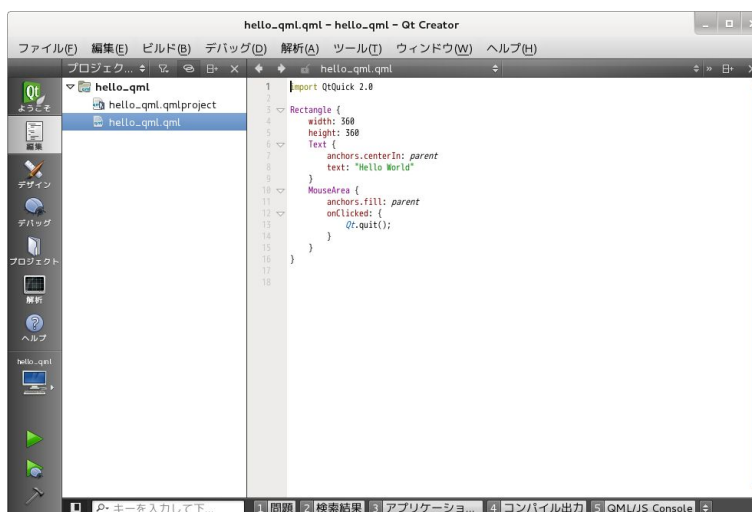 hello_qml.qml - hello_qml - Qt Creator
ファイル(F) 編集(E) ビルド(B) デバッグ(D) 解析(A) ツール(T) ウィンドウ(W) ヘルプ(H)
プロジェク...
hello_qml.qml
Qt
ようこそ
編集
デザイン
デバッグ
プロジェクト
解析
ヘルプ
hello_qml
hello_qml
hello_qml.qmlproject
hello_qml.qml
1 import QtQuick 2.0
2
3 Rectangle {
4 width: 360
5 height: 360
6 Text {
7 anchors.centerIn: parent
8 text: "Hello World"
9 }
10 MouseArea {
11 anchors.fill: parent
12 onClicked: {
13 Qt.quit();
14 }
15 }
16 }
17
18
キーを入力して下...
1 問題 2 検索結果 3 アプリケーショ... 4 コンパイル出力 5 QML/JS Console